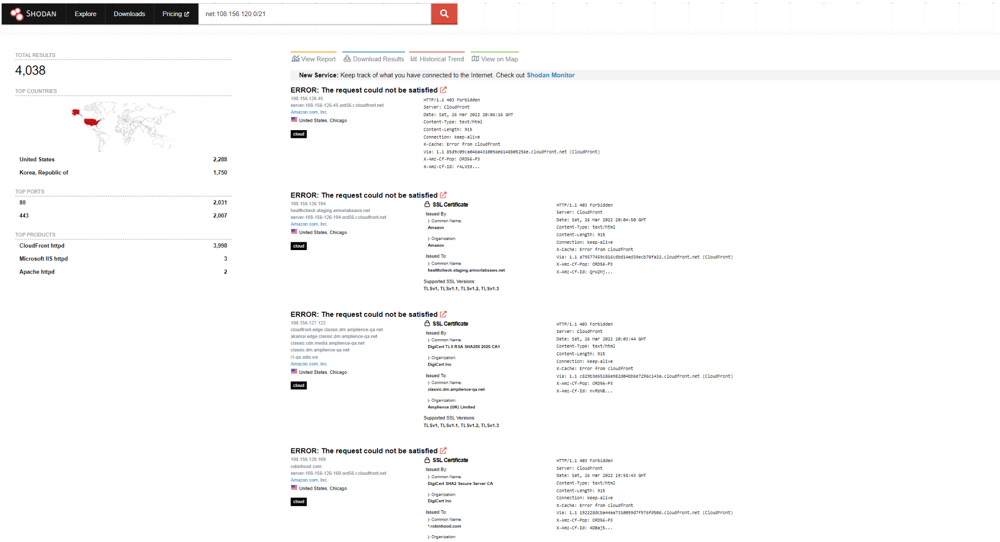 SHODAN Explore Downloads Pricing net:108.156.120.0/21
TOTAL RESULTS
4,038
TOP COUNTRIES
United States 2,288
Korea, Republic of 1,750
TOP PORTS
80 2,031
443 2,007
TOP PRODUCTS
CloudFront httpd 3,998
Microsoft IIS httpd 3
Apache httpd 2
View Report Download Results Historical Trend View on Map
New Service: Keep track of what you have connected to the Internet. Check out Shodan Monitor
ERROR: The request could not be satisfied
108.156.126.45
server-108-156-126-45.ord56.r.cloudfront.net
Amazon.com, Inc.
United States, Chicago
cloud
HTTP/1.1 403 Forbidden
Server: CloudFront
Date: Sat, 26 Mar 2022 20:06:16 GMT
Content-Type: text/html
Content-Length: 915
Connection: keep-alive
X-Cache: Error from cloudfront
Via: 1.1 85d9c09ca046a4310056e6148b05256e.cloudfront.net (CloudFront)
X-Amz-Cf-Pop: ORD56-P3
X-Amz-Cf-Id: rALVS9...
ERROR: The request could not be satisfied
108.156.126.194
healthcheck.staging.armorlabsaws.net
server-108-156-126-194.ord56.r.cloudfront.net
Amazon.com, Inc.
United States, Chicago
cloud
SSL Certificate
Issued By:
|- Common Name:
Amazon
|- Organization:
Amazon
Issued To:
|- Common Name:
healthcheck.staging.armorlabsaws.net
Supported SSL Versions:
TLSv1, TLSv1.1, TLSv1.2, TLSv1.3
HTTP/1.1 403 Forbidden
Server: CloudFront
Date: Sat, 26 Mar 2022 20:04:50 GMT
Content-Type: text/html
Content-Length: 915
Connection: keep-alive
X-Cache: Error from cloudfront
Via: 1.1 a79577459c816cdbd14ed39ecb78fa32.cloudfront.net (CloudFront)
X-Amz-Cf-Pop: ORD56-P3
X-Amz-Cf-Id: QrW2Mj...
ERROR: The request could not be satisfied
108.156.127.122
cloudfront.edge.classic.dm.amplience-qa.net
akamai.edge.classic.dm.amplience-qa.net
classic.cdn.media.amplience-qa.net
classic.dm.amplience-qa.net
i1-qa.adis.ws
Amazon.com, Inc.
United States, Chicago
cloud
SSL Certificate
Issued By:
|- Common Name:
DigiCert TLS RSA SHA256 2020 CA1
|- Organization:
DigiCert Inc
Issued To:
|- Common Name:
classic.dm.amplience-qa.net
|- Organization:
Amplience (UK) Limited
Supported SSL Versions:
TLSv1, TLSv1.1, TLSv1.2, TLSv1.3
HTTP/1.1 403 Forbidden
Server: CloudFront
Date: Sat, 26 Mar 2022 20:03:44 GMT
Content-Type: text/html
Content-Length: 915
Connection: keep-alive
X-Cache: Error from cloudfront
Via: 1.1 c829b3e65186a982d04bb6e7296c143a.cloudfront.net (CloudFront)
X-Amz-Cf-Pop: ORD56-P3
X-Amz-Cf-Id: nvRbNB...
ERROR: The request could not be satisfied
108.156.126.169
robinhood.com
server-108-156-126-169.ord56.r.cloudfront.net
Amazon.com, Inc.
United States, Chicago
cloud
SSL Certificate
Issued By:
|- Common Name:
DigiCert SHA2 Secure Server CA
|- Organization:
DigiCert Inc
Issued To:
|- Common Name:
*.robinhood.com
|- Organization:
HTTP/1.1 403 Forbidden
Server: CloudFront
Date: Sat, 26 Mar 2022 19:58:43 GMT
Content-Type: text/html
Content-Length: 915
Connection: keep-alive
X-Cache: Error from cloudfront
Via: 1.1 192228dcba44aa7310059d7f976fd506.cloudfront.net (CloudFront)
X-Amz-Cf-Pop: ORD56-P3
X-Amz-Cf-Id: 4DBaj5...